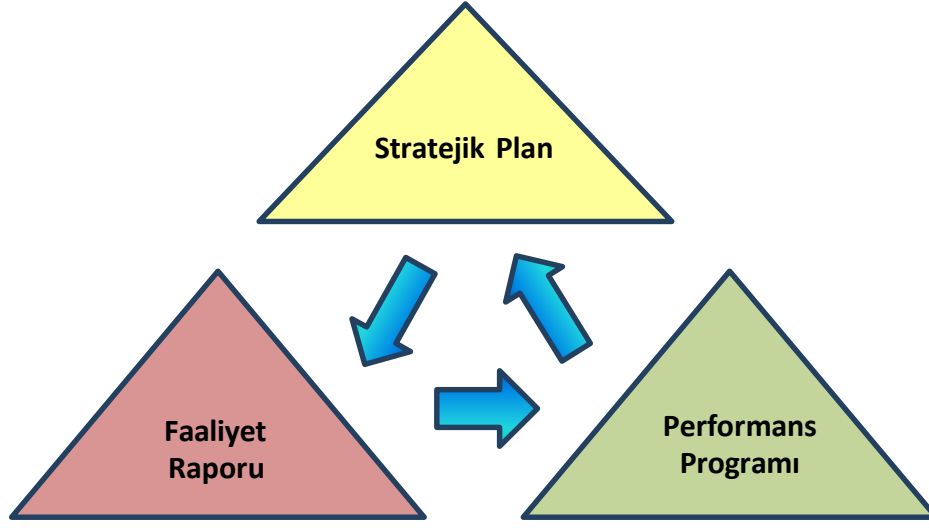 Stratejik Plan
Faaliyet
Raporu
Performans
Programı